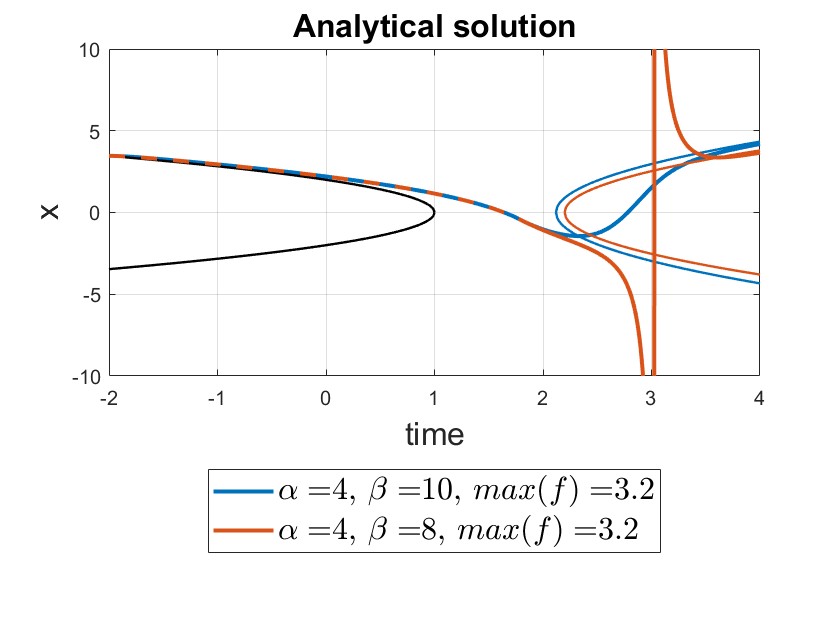 Analytical solution
10
5
0
-5
-10
x
-2 -1 0 1 2 3 4
time
α =4, β =10, max(f) =3.2
α =4, β =8, max(f) =3.2